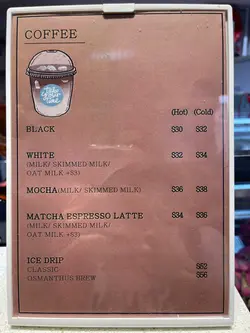 COFFEE
(Hot) (Cold)
BLACK $30 $32
WHITE $32 $34
(MILK/ SKIMMED MILK/
OAT MILK +$3)
MOCHA(MILK/ SKIMMED MILK) $36 $38
MATCHA ESPRESSO LATTE $34 $36
(MILK/ SKIMMED MILK/
OAT MILK +$3)
ICE DRIP
CLASSIC $52
OSMANTHUS BREW $56